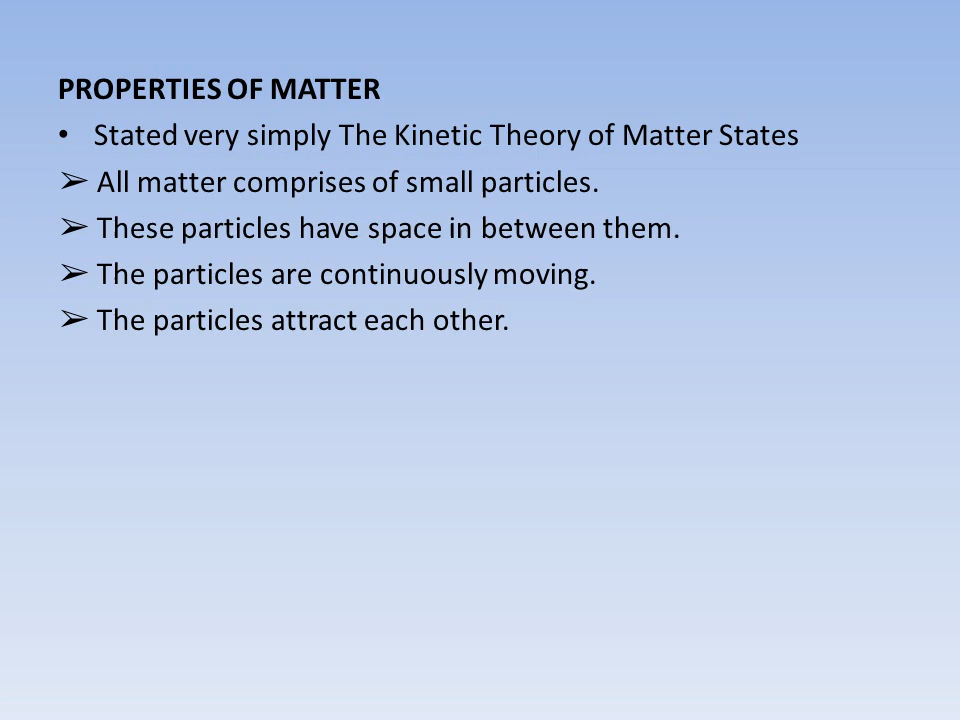 PROPERTIES OF MATTER
• Stated very simply The Kinetic Theory of Matter States
➢ All matter comprises of small particles.
➢ These particles have space in between them.
➢ The particles are continuously moving.
➢ The particles attract each other.